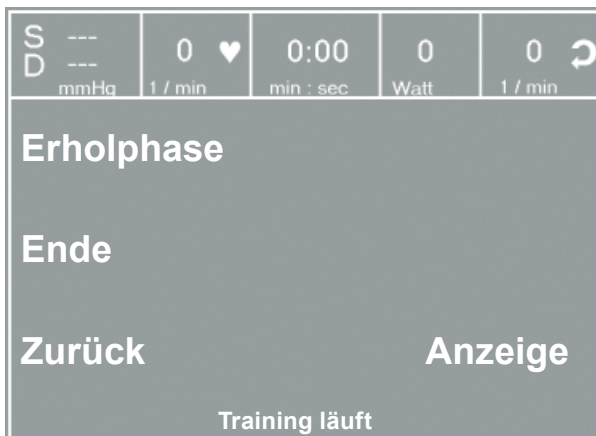 S --- 0 ♥ 0:00 0 0
D ---
mmHg 1 / min min : sec Watt 1 / min
Erholphase
Ende
Zurück Anzeige
Training läuft